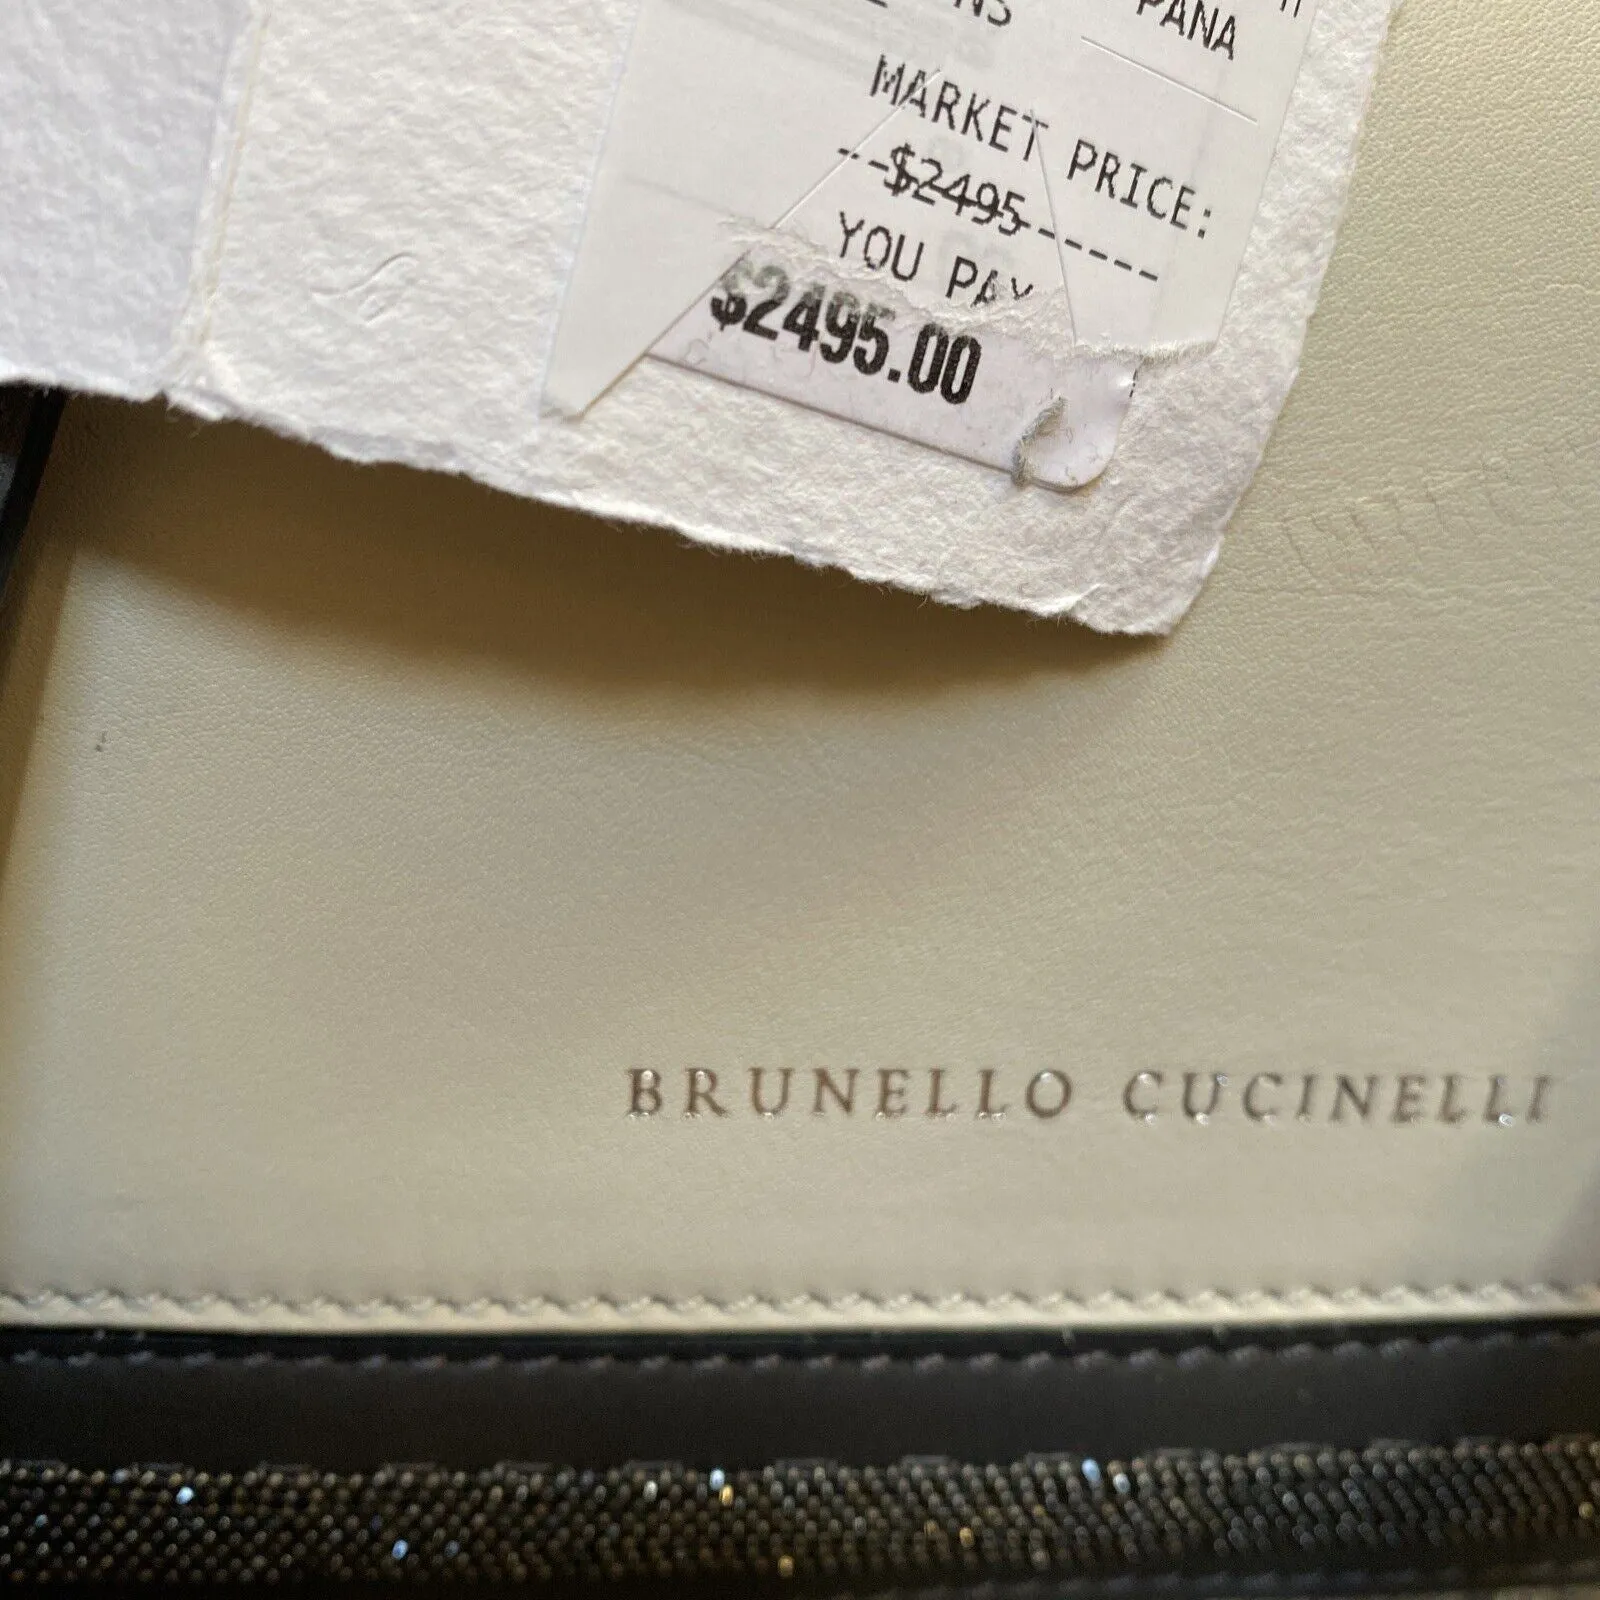 PANA
MARKET PRICE:
--$2495-----
YOU PAY
$2495.00
BRUNELLO CUCINELLI